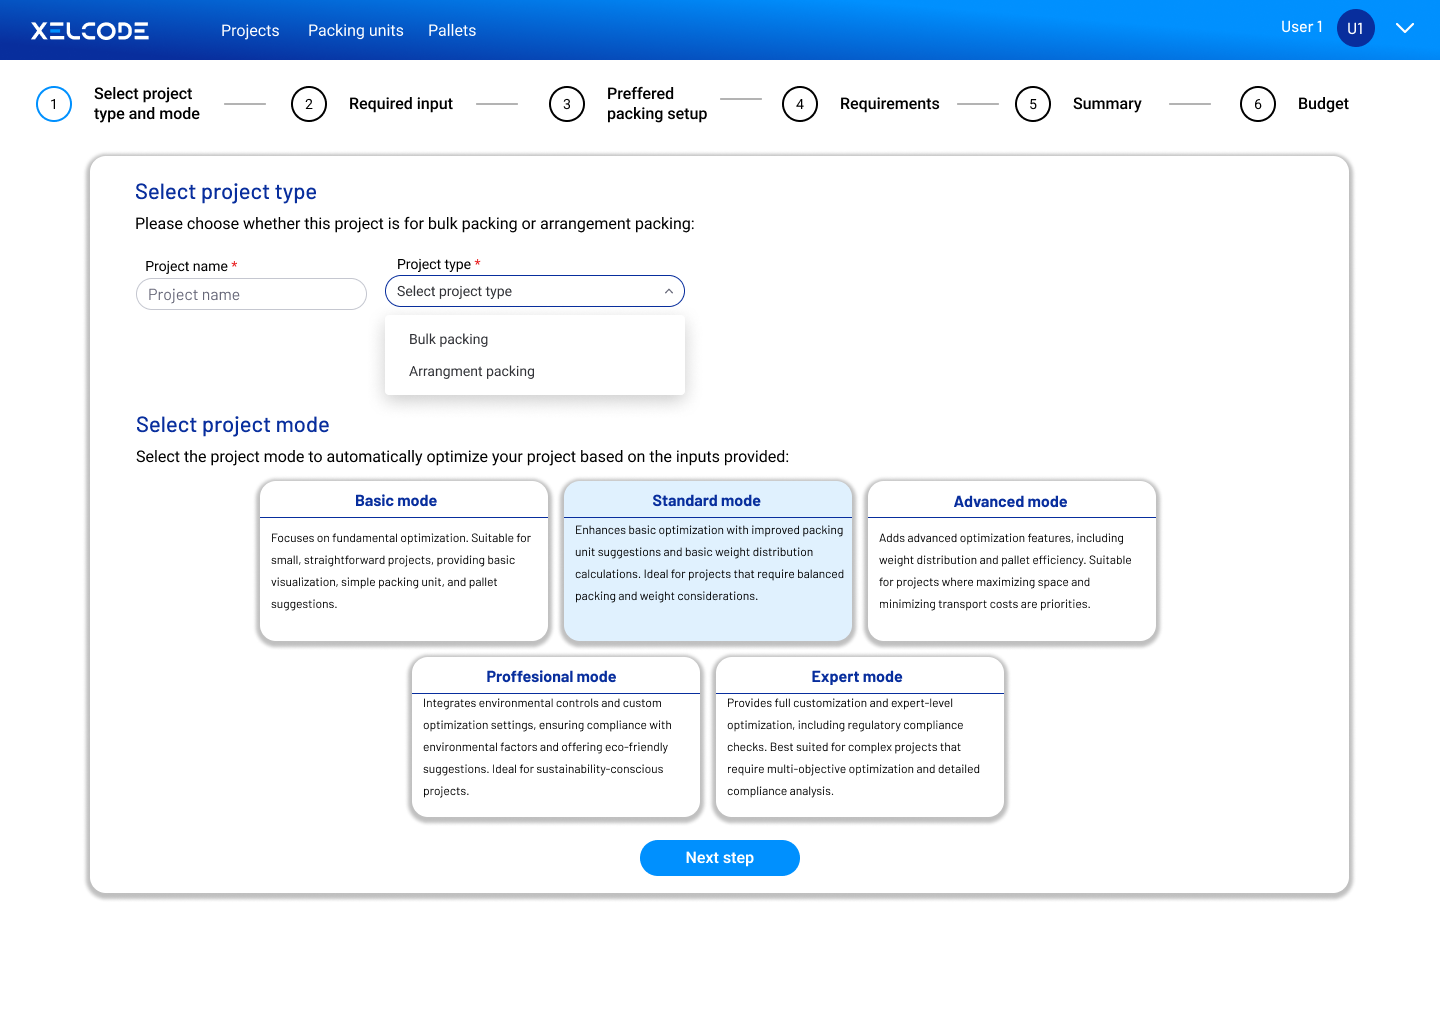 XELCODE
Projects
Packing units
Pallets
User 1
U1
1
Select project
type and mode
2
Required input
3
Preffered
packing setup
4
Requirements
5
Summary
6
Budget
Select project type
Please choose whether this project is for bulk packing or arrangement packing:
Project name *
Project name
Project type *
Select project type
Bulk packing
Arrangment packing
Select project mode
Select the project mode to automatically optimize your project based on the inputs provided:
Basic mode
Focuses on fundamental optimization. Suitable for
small, straightforward projects, providing basic
visualization, simple packing unit, and pallet
suggestions.
Standard mode
Enhances basic optimization with improved packing
unit suggestions and basic weight distribution
calculations. Ideal for projects that require balanced
packing and weight considerations.
Advanced mode
Adds advanced optimization features, including
weight distribution and pallet efficiency. Suitable
for projects where maximizing space and
minimizing transport costs are priorities.
Proffesional mode
Integrates environmental controls and custom
optimization settings, ensuring compliance with
environmental factors and offering eco-friendly
suggestions. Ideal for sustainability-conscious
projects.
Expert mode
Provides full customization and expert-level
optimization, including regulatory compliance
checks. Best suited for complex projects that
require multi-objective optimization and detailed
compliance analysis.
Next step